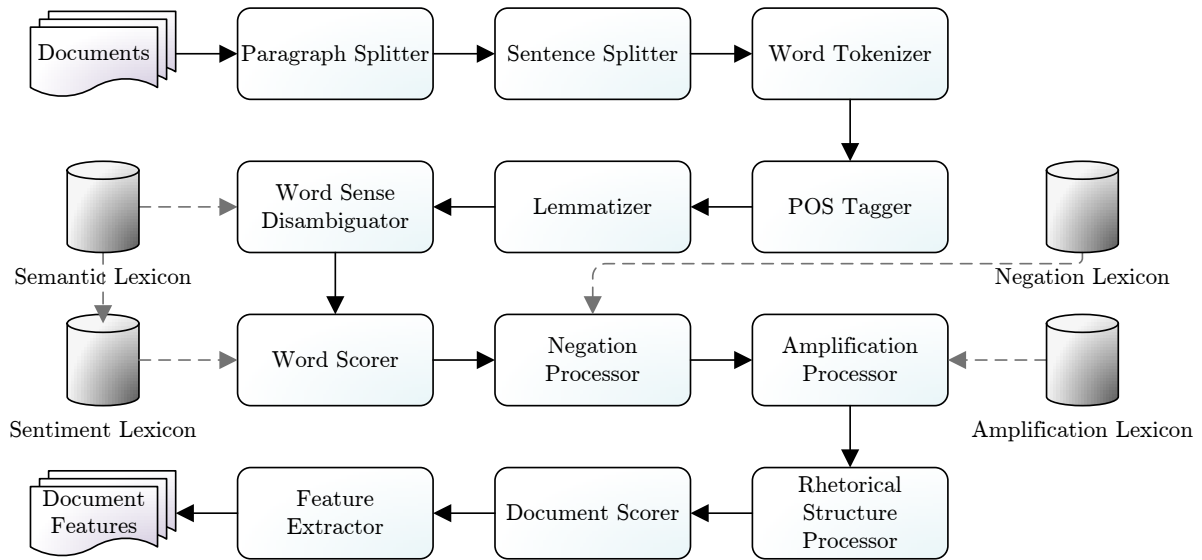 Documents
Paragraph Splitter
Sentence Splitter
Word Tokenizer
Word Sense
Disambiguator
Lemmatizer
POS Tagger
Semantic Lexicon
Negation Lexicon
Word Scorer
Negation
Processor
Amplification
Processor
Sentiment Lexicon
Amplification Lexicon
Document
Features
Feature
Extractor
Document Scorer
Rhetorical
Structure
Processor